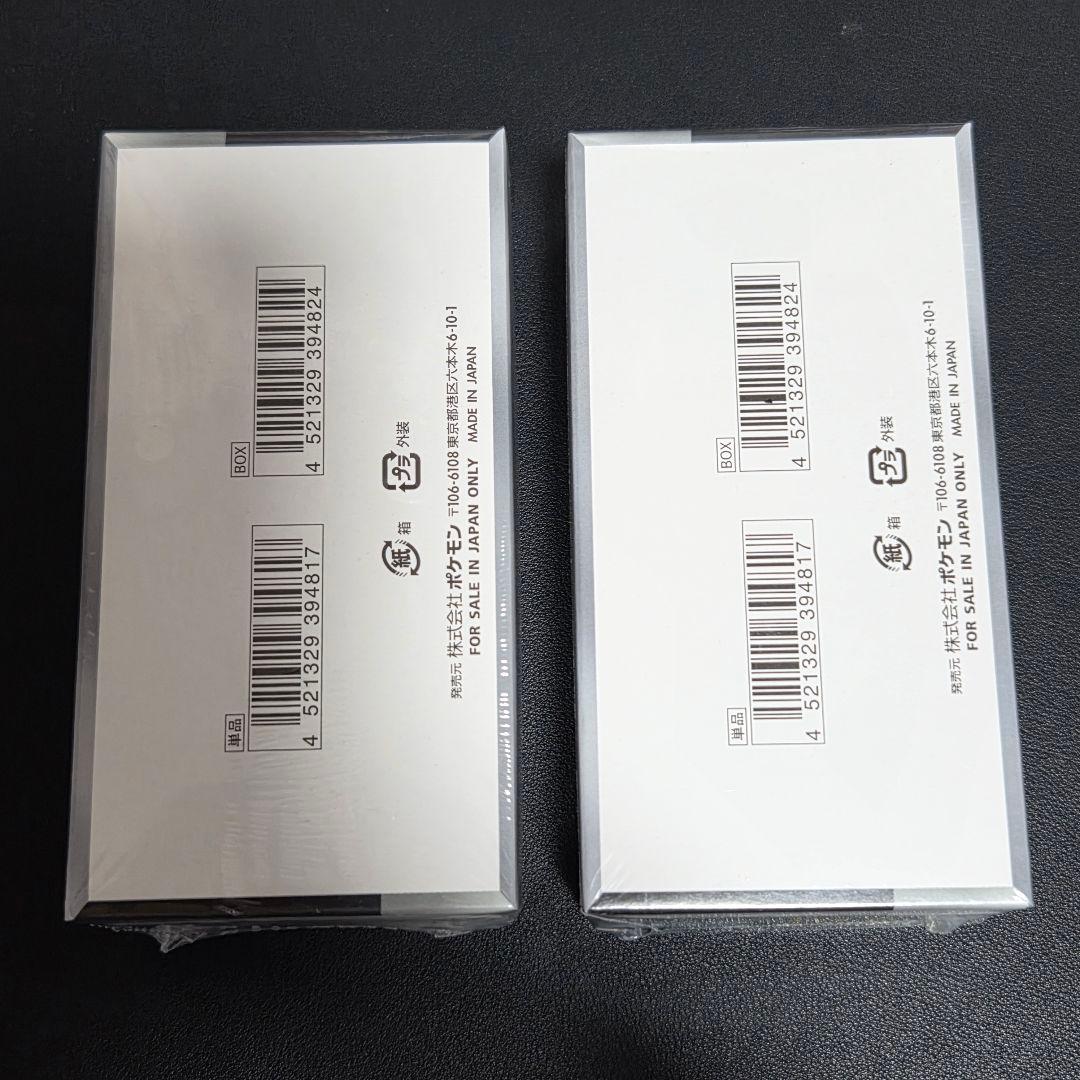 BOX
4 521329 394824
単品
4 521329 394817
プラ 外装
紙 箱
発売元 株式会社ポケモン 〒106-6108 東京都港区六本木6-10-1
FOR SALE IN JAPAN ONLY MADE IN JAPAN
BOX
4 521329 394824
単品
4 521329 394817
プラ 外装
紙 箱
発売元 株式会社ポケモン 〒106-6108 東京都港区六本木6-10-1
FOR SALE IN JAPAN ONLY MADE IN JAPAN